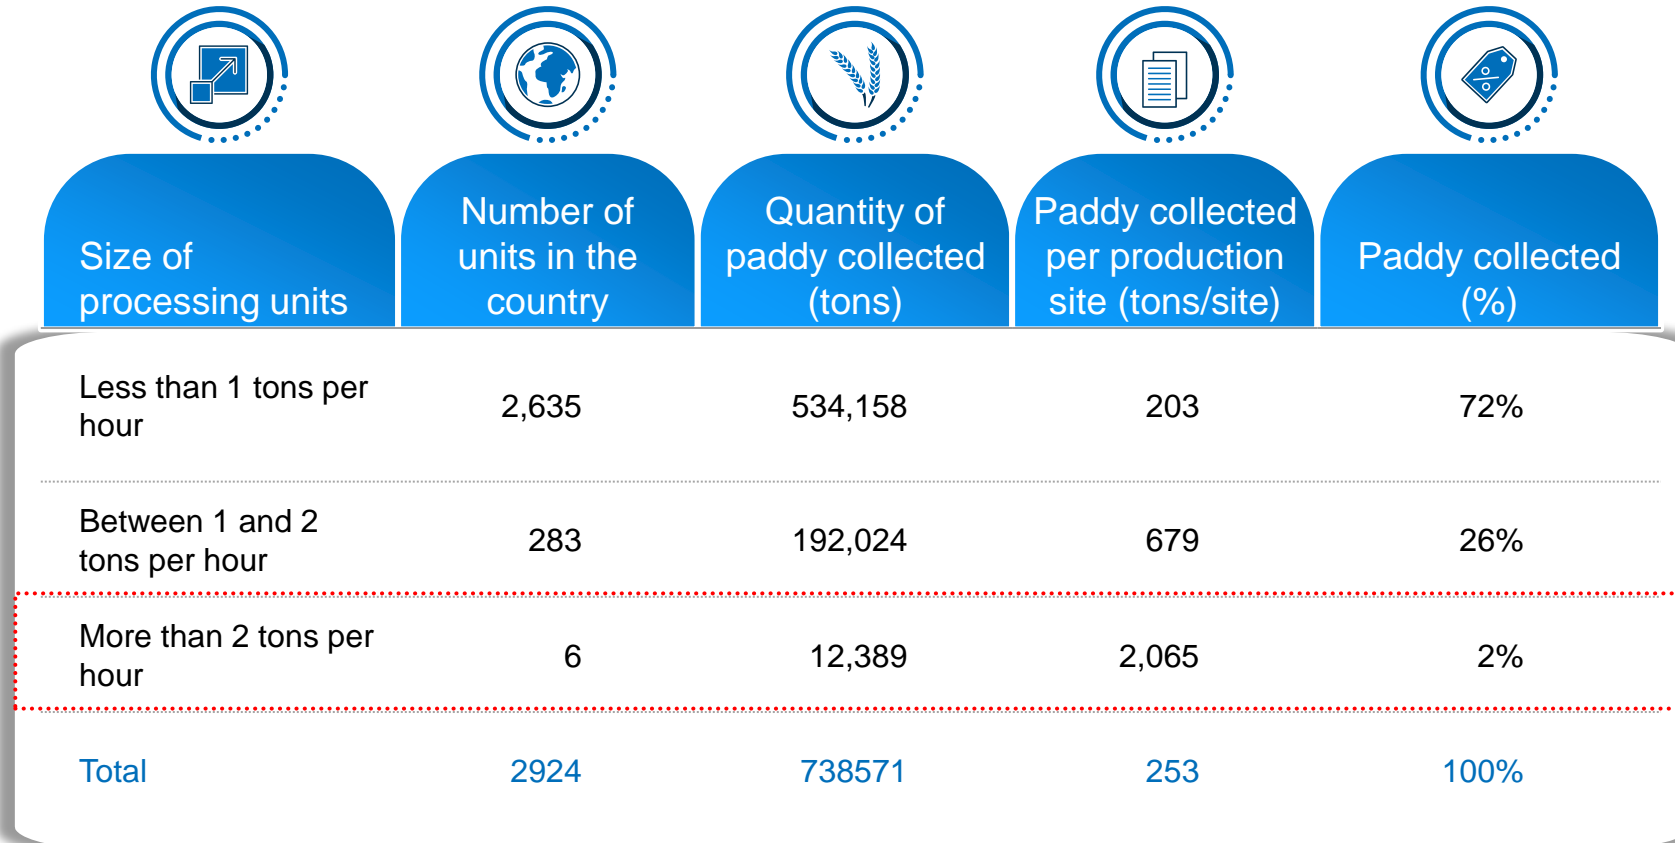 Size of
processing units
Number of
units in the
country
Quantity of
paddy collected
(tons)
Paddy collected
per production
site (tons/site)
Paddy collected
(%)
Less than 1 tons per
hour
2,635
534,158
203
72%
Between 1 and 2
tons per hour
283
192,024
679
26%
More than 2 tons per
hour
6
12,389
2,065
2%
Total
2924
738571
253
100%